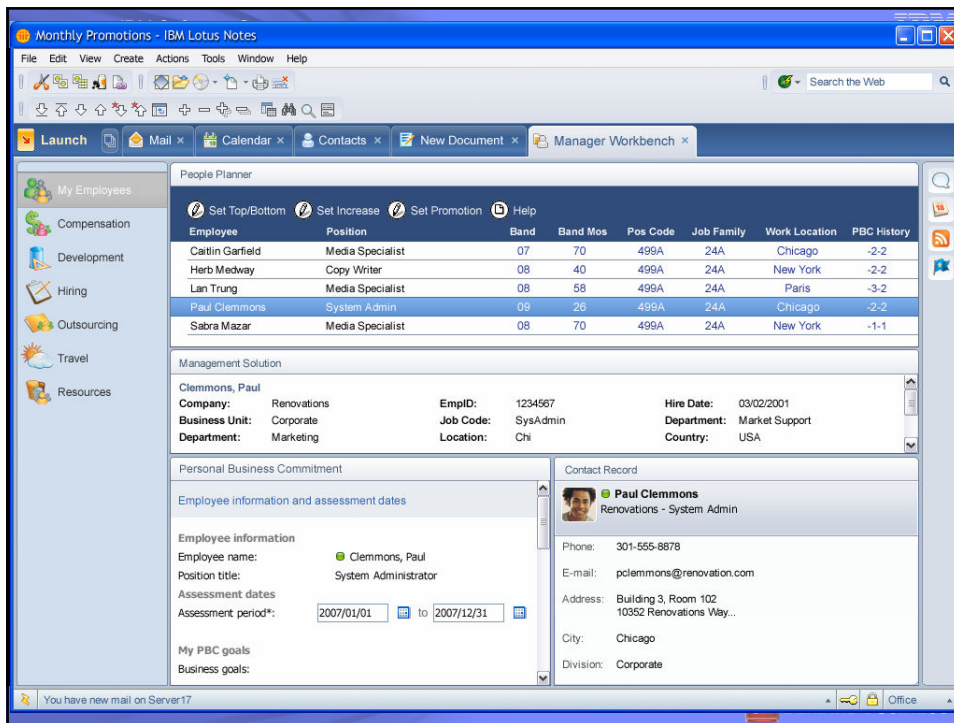 Monthly Promotions - IBM Lotus Notes
File Edit View Create Actions Tools Window Help
Search the Web
Launch Mail × Calendar × Contacts × New Document × Manager Workbench ×
My Employees
Compensation
Development
Hiring
Outsourcing
Travel
Resources
People Planner
Set Top/Bottom Set Increase Set Promotion Help
Employee Position Band Band Mos Pos Code Job Family Work Location PBC History
Caitlin Garfield Media Specialist 07 70 499A 24A Chicago -2-2
Herb Medway Copy Writer 08 40 499A 24A New York -2-2
Lan Trung Media Specialist 08 58 499A 24A Paris -3-2
Paul Clemmons System Admin 09 26 499A 24A Chicago -2-2
Sabra Mazar Media Specialist 08 70 499A 24A New York -1-1
Management Solution
Clemmons, Paul
Company: Renovations EmpID: 1234567 Hire Date: 03/02/2001
Business Unit: Corporate Job Code: SysAdmin Department: Market Support
Department: Marketing Location: Chi Country: USA
Personal Business Commitment
Employee information and assessment dates
Employee information
Employee name: Clemmons, Paul
Position title: System Administrator
Assessment dates
Assessment period*: 2007/01/01 to 2007/12/31
My PBC goals
Business goals:
Contact Record
Paul Clemmons
Renovations - System Admin
Phone: 301-555-8878
E-mail: pclemmons@renovation.com
Address: Building 3, Room 102
10352 Renovations Way...
City: Chicago
Division: Corporate
18
You have new mail on Server17
Office